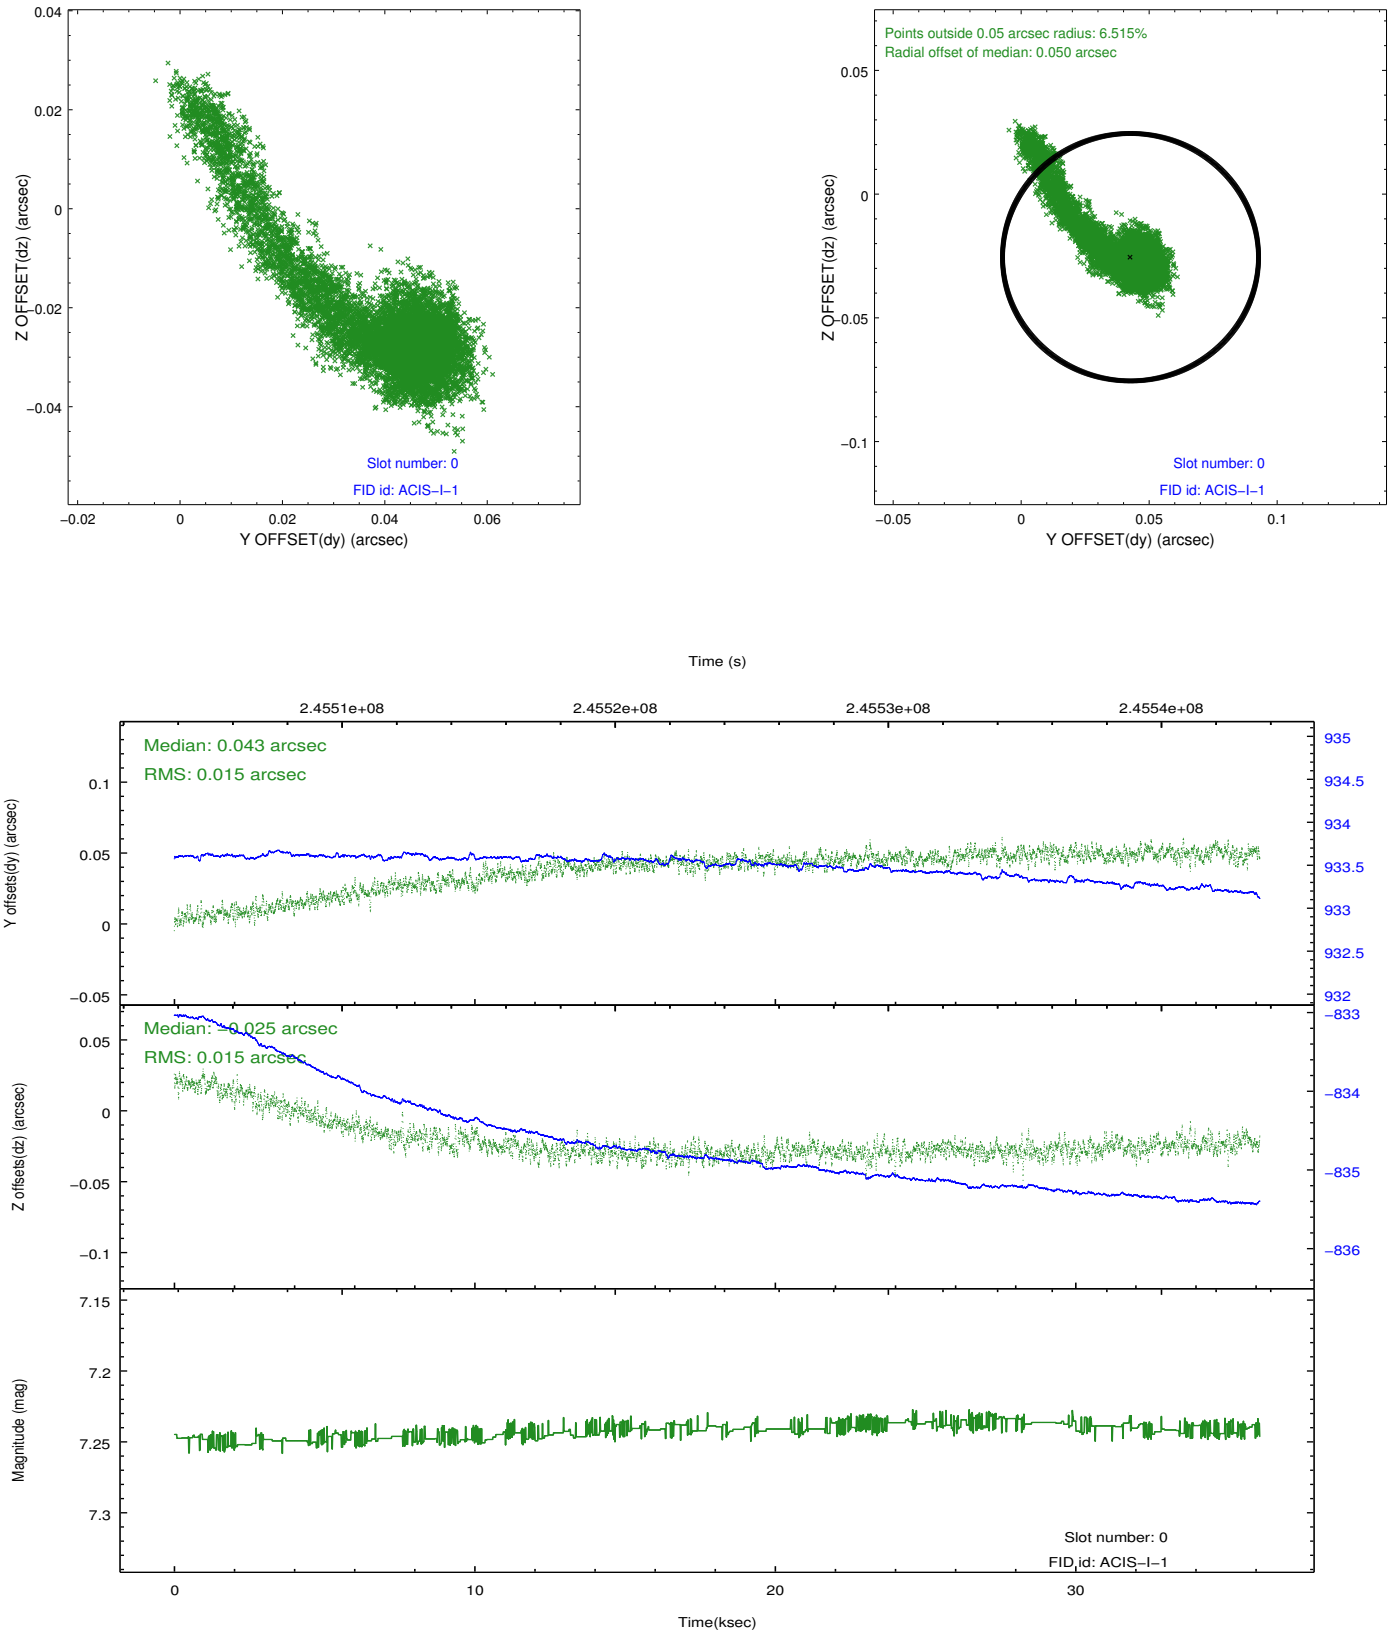 0.04
0.02
0
−0.02
−0.04
Z OFFSET(dz) (arcsec)
Slot number: 0
FID id: ACIS−I−1
−0.02
0
0.02
0.04
0.06
Y OFFSET(dy) (arcsec)
Points outside 0.05 arcsec radius: 6.515%
Radial offset of median: 0.050 arcsec
0.05
0
−0.05
−0.1
Z OFFSET(dz) (arcsec)
Slot number: 0
FID id: ACIS−I−1
−0.05
0
0.05
0.1
Y OFFSET(dy) (arcsec)
Time (s)
2.4551e+08
2.4552e+08
2.4553e+08
2.4554e+08
Median: 0.043 arcsec
RMS: 0.015 arcsec
0.1
0.05
0
−0.05
Y offsets(dy) (arcsec)
935
934.5
934
933.5
933
932.5
932
Median: −0.025 arcsec
RMS: 0.015 arcsec
0.05
0
−0.05
−0.1
Z offsets(dz) (arcsec)
−833
−834
−835
−836
7.15
7.2
7.25
7.3
Magnitude (mag)
Slot number: 0
FID id: ACIS−I−1
0
10
20
30
Time(ksec)